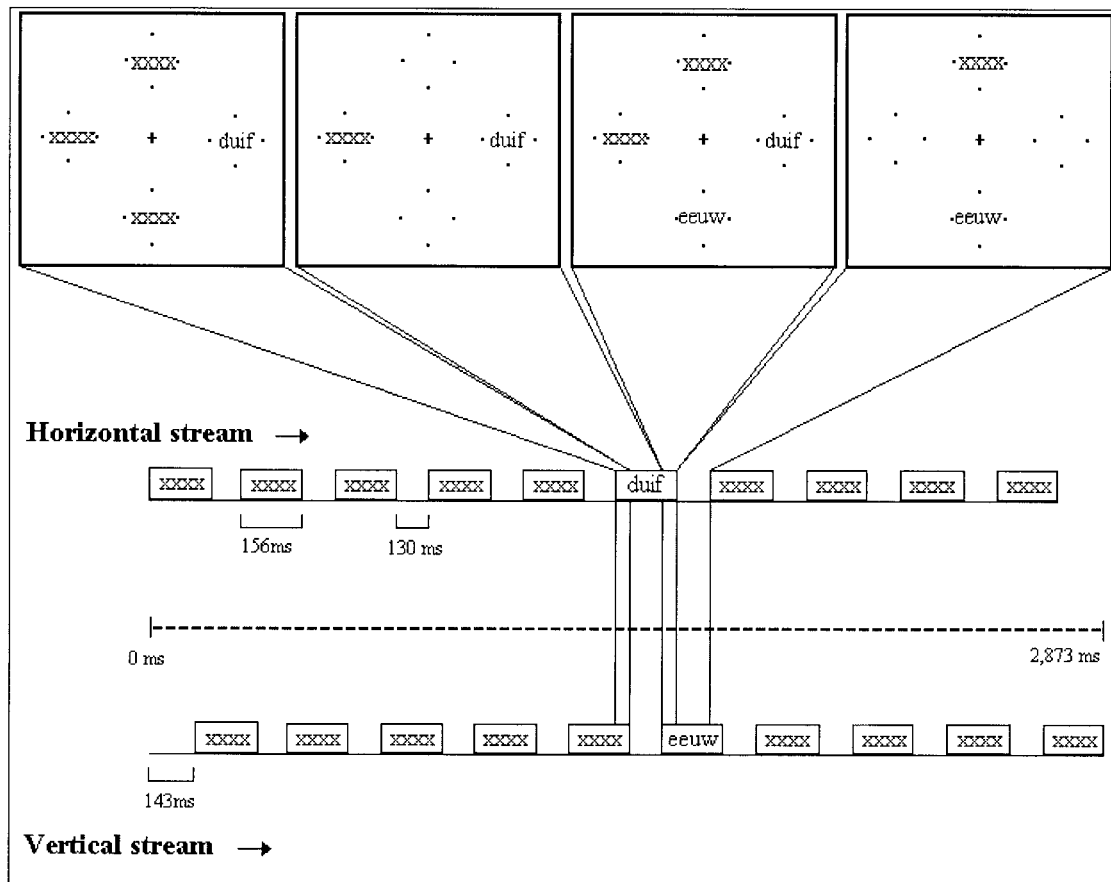 xxxx
xxxx + duif
xxxx
xxxx + duif
xxxx
xxxx + duif
eeuw
xxxx
+
eeuw
Horizontal stream →
xxxx xxxx xxxx xxxx xxxx duif xxxx xxxx xxxx xxxx
156ms 130 ms
0 ms 2,873 ms
xxxx xxxx xxxx xxxx xxxx eeuw xxxx xxxx xxxx xxxx
143ms
Vertical stream →